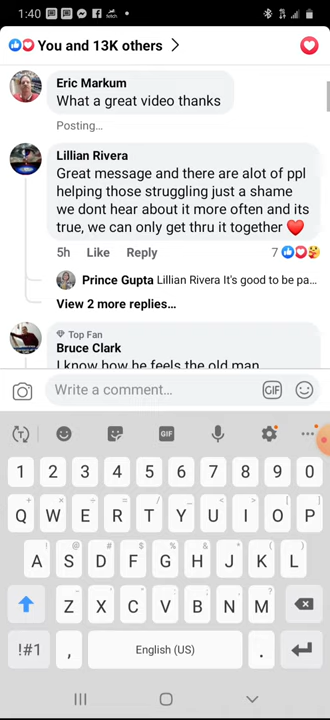 1:40
You and 13K others
Eric Markum
What a great video thanks
Posting...
Lillian Rivera
Great message and there are alot of ppl
helping those struggling just a shame
we dont hear about it more often and its
true, we can only get thru it together ❤️
5h Like Reply 7
Prince Gupta Lillian Rivera It's good to be pa...
View 2 more replies...
Top Fan
Bruce Clark
I know how he feels the old man
Write a comment...
GIF
GIF
1 2 3 4 5 6 7 8 9 0
Q W E R T Y U I O P
A S D F G H J K L
Z X C V B N M
!#1 , English (US) .